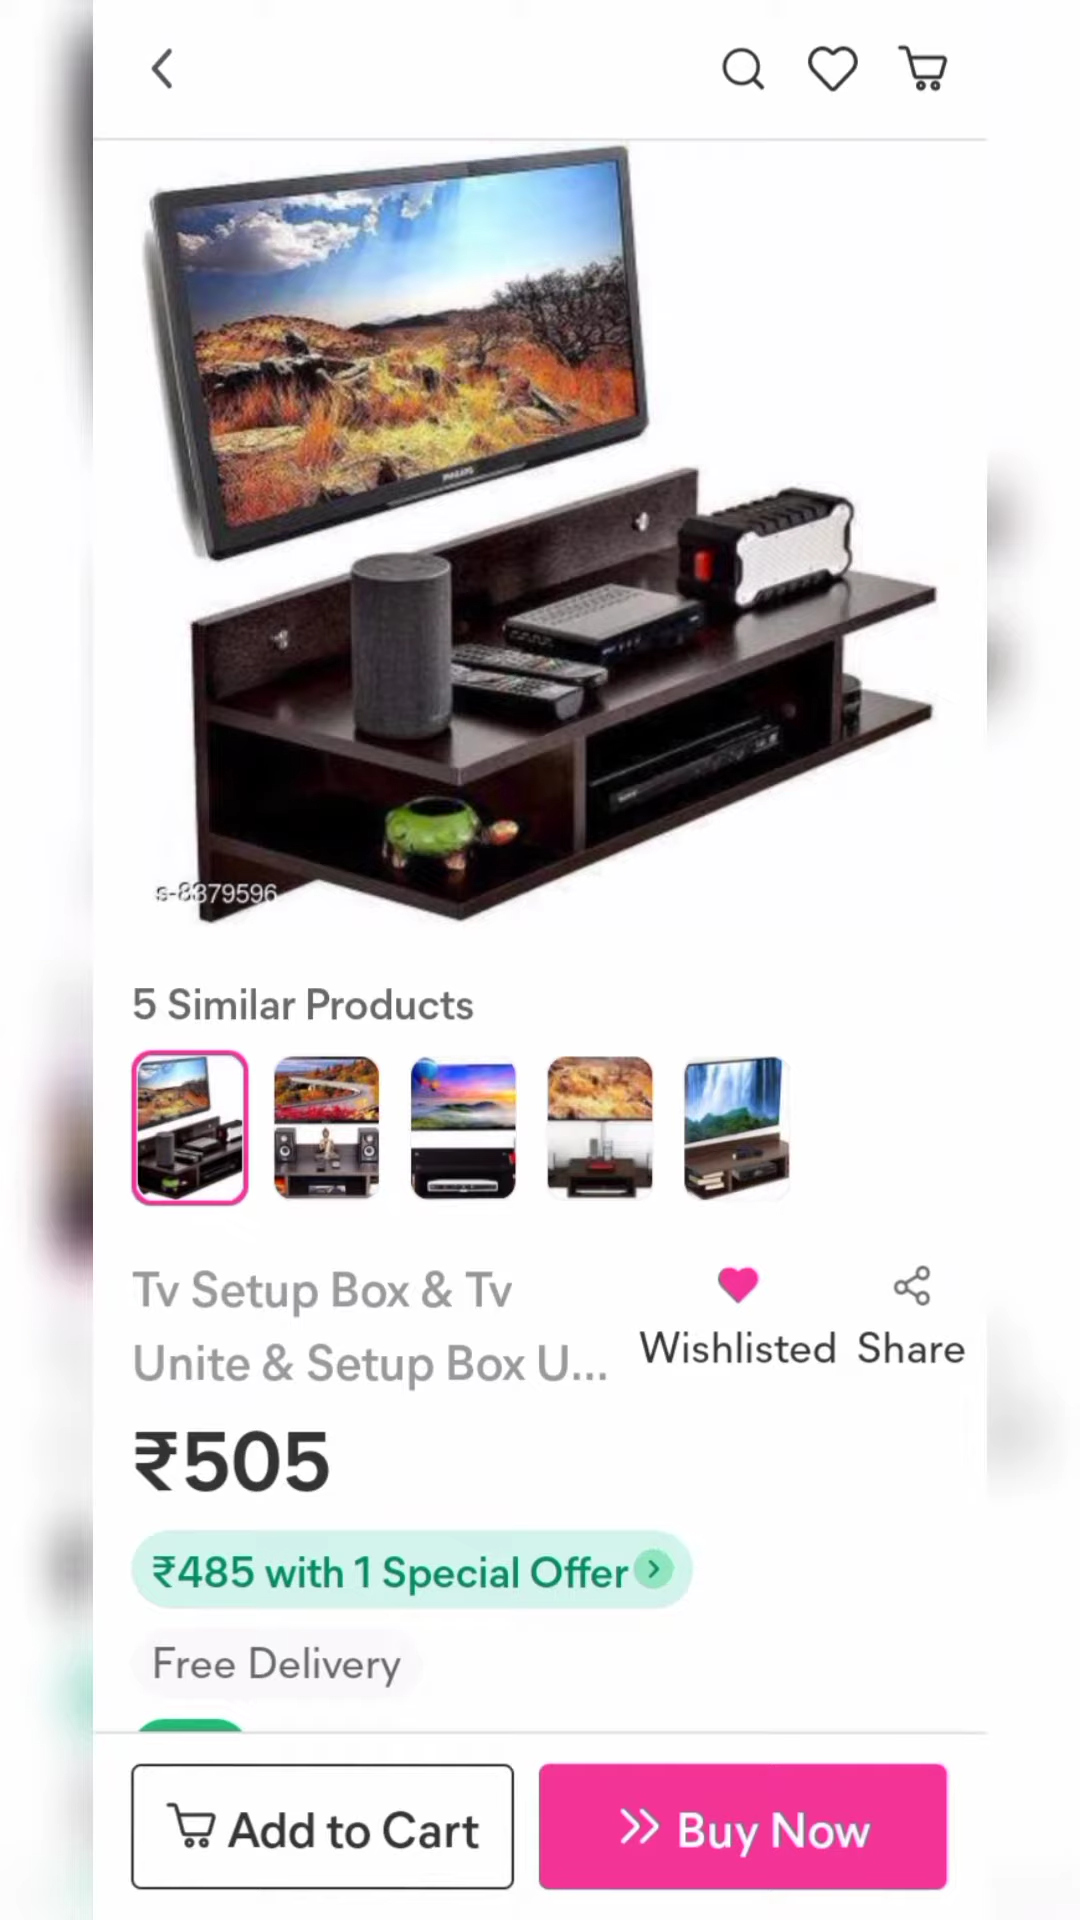 PHILIPS
s-8379596
5 Similar Products
Tv Setup Box & Tv
Unite & Setup Box U...
Wishlisted Share
₹505
₹485 with 1 Special Offer
Free Delivery
Add to Cart
Buy Now